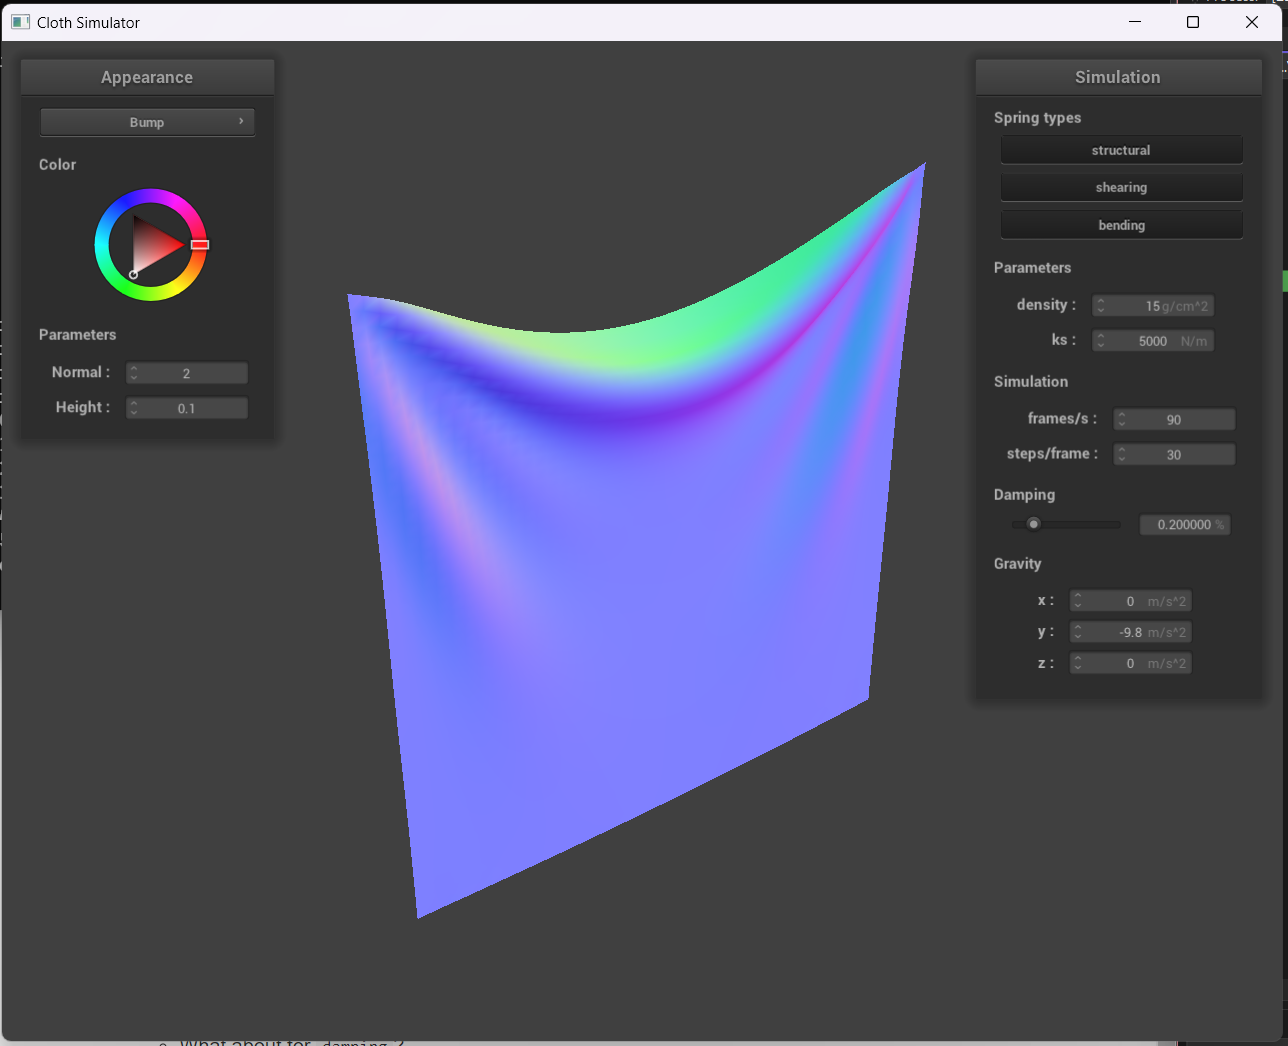 Cloth Simulator
Appearance
Bump
Color
Parameters
Normal : 2
Height : 0.1
Simulation
Spring types
structural
shearing
bending
Parameters
density : 15 g/cm^2
ks : 5000 N/m
Simulation
frames/s : 90
steps/frame : 30
Damping
0.200000 %
Gravity
x : 0 m/s^2
y : -9.8 m/s^2
z : 0 m/s^2
What about for damping ?